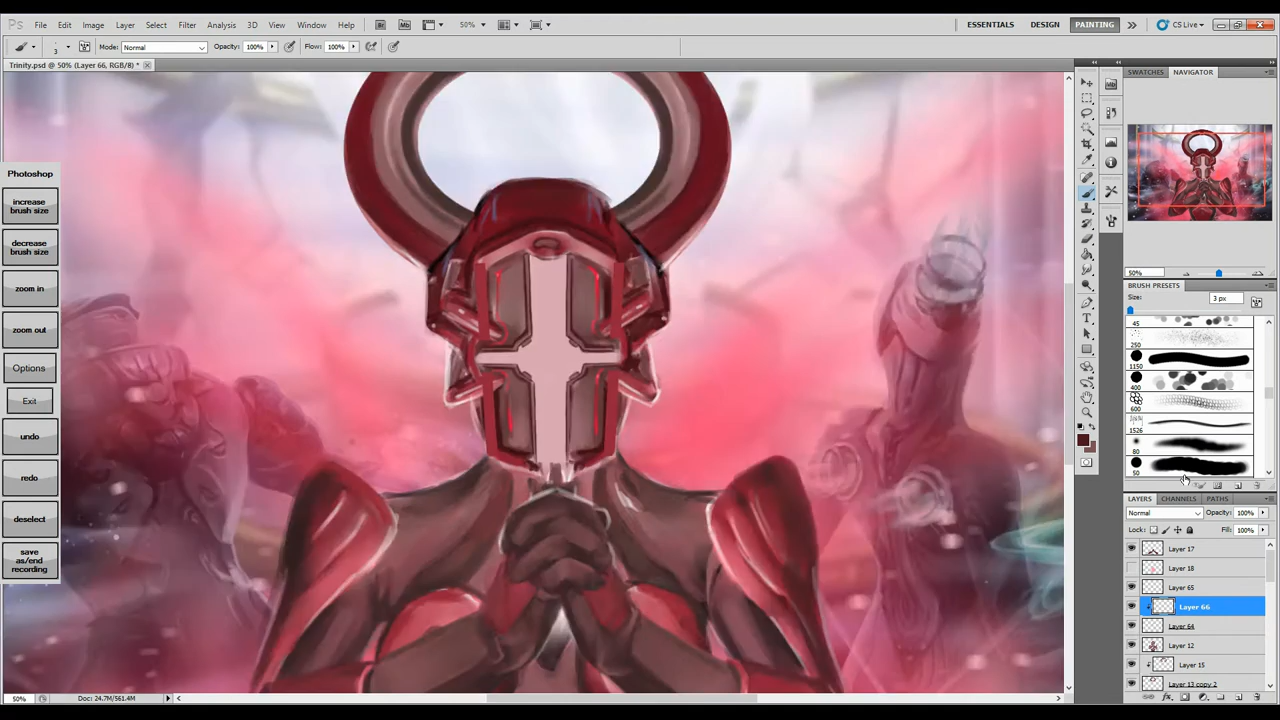 Ps File Edit Image Layer Select Filter Analysis 3D View Window Help Br Mb 50% ESSENTIALS DESIGN PAINTING CS Live
3 Mode: Normal Opacity: 100% Flow: 100%
Trinity.psd @ 50% (Layer 66, RGB/8) *
SWATCHES NAVIGATOR
Photoshop
increase
brush size
decrease
brush size
zoom in
zoom out
Options
Exit
undo
redo
deselect
save
as/end
recording
50%
BRUSH PRESETS
Size: 3 px
45
250
1150
400
600
1526
80
50
LAYERS CHANNELS PATHS
Normal Opacity: 100%
Lock: Fill: 100%
Layer 17
Layer 18
Layer 65
Layer 66
Layer 64
Layer 12
Layer 15
Layer 13 copy 2
50% Doc: 24.7M/561.4M